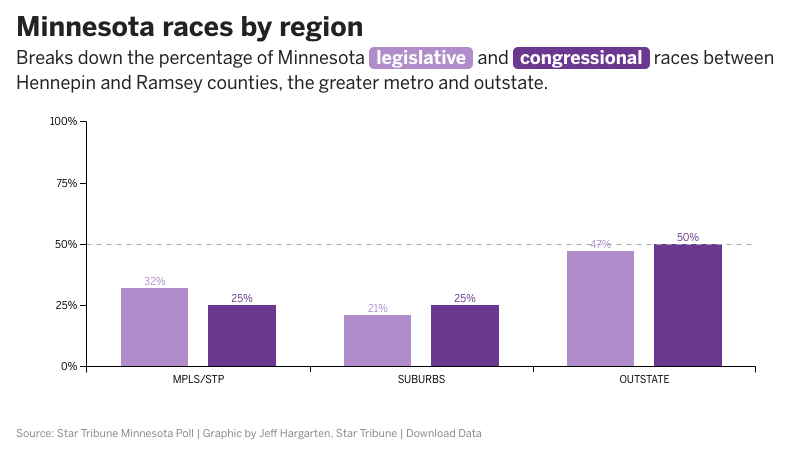 Minnesota races by region
Breaks down the percentage of Minnesota legislative and congressional races between
Hennepin and Ramsey counties, the greater metro and outstate.
100%
75%
50%
25%
0%
32%
25%
21%
25%
47%
50%
MPLS/STP
SUBURBS
OUTSTATE
Source: Star Tribune Minnesota Poll | Graphic by Jeff Hargarten, Star Tribune | Download Data